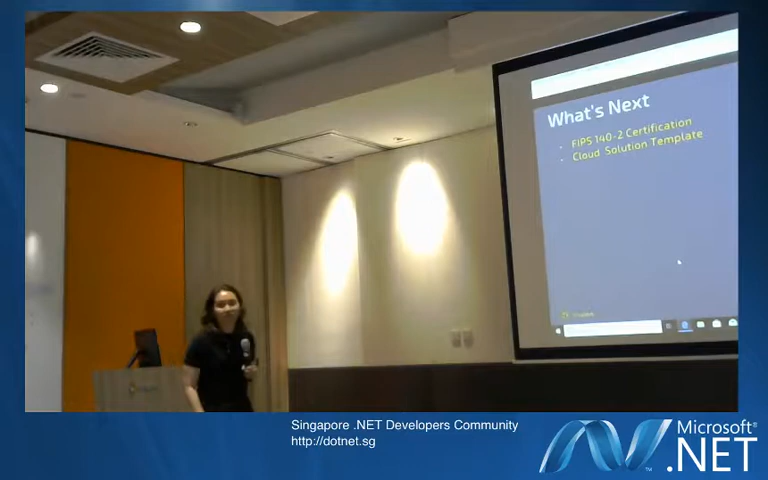 What's Next
• FIPS 140-2 Certification
• Cloud Solution Template
Singapore .NET Developers Community
http://dotnet.sg
Microsoft®
.NET